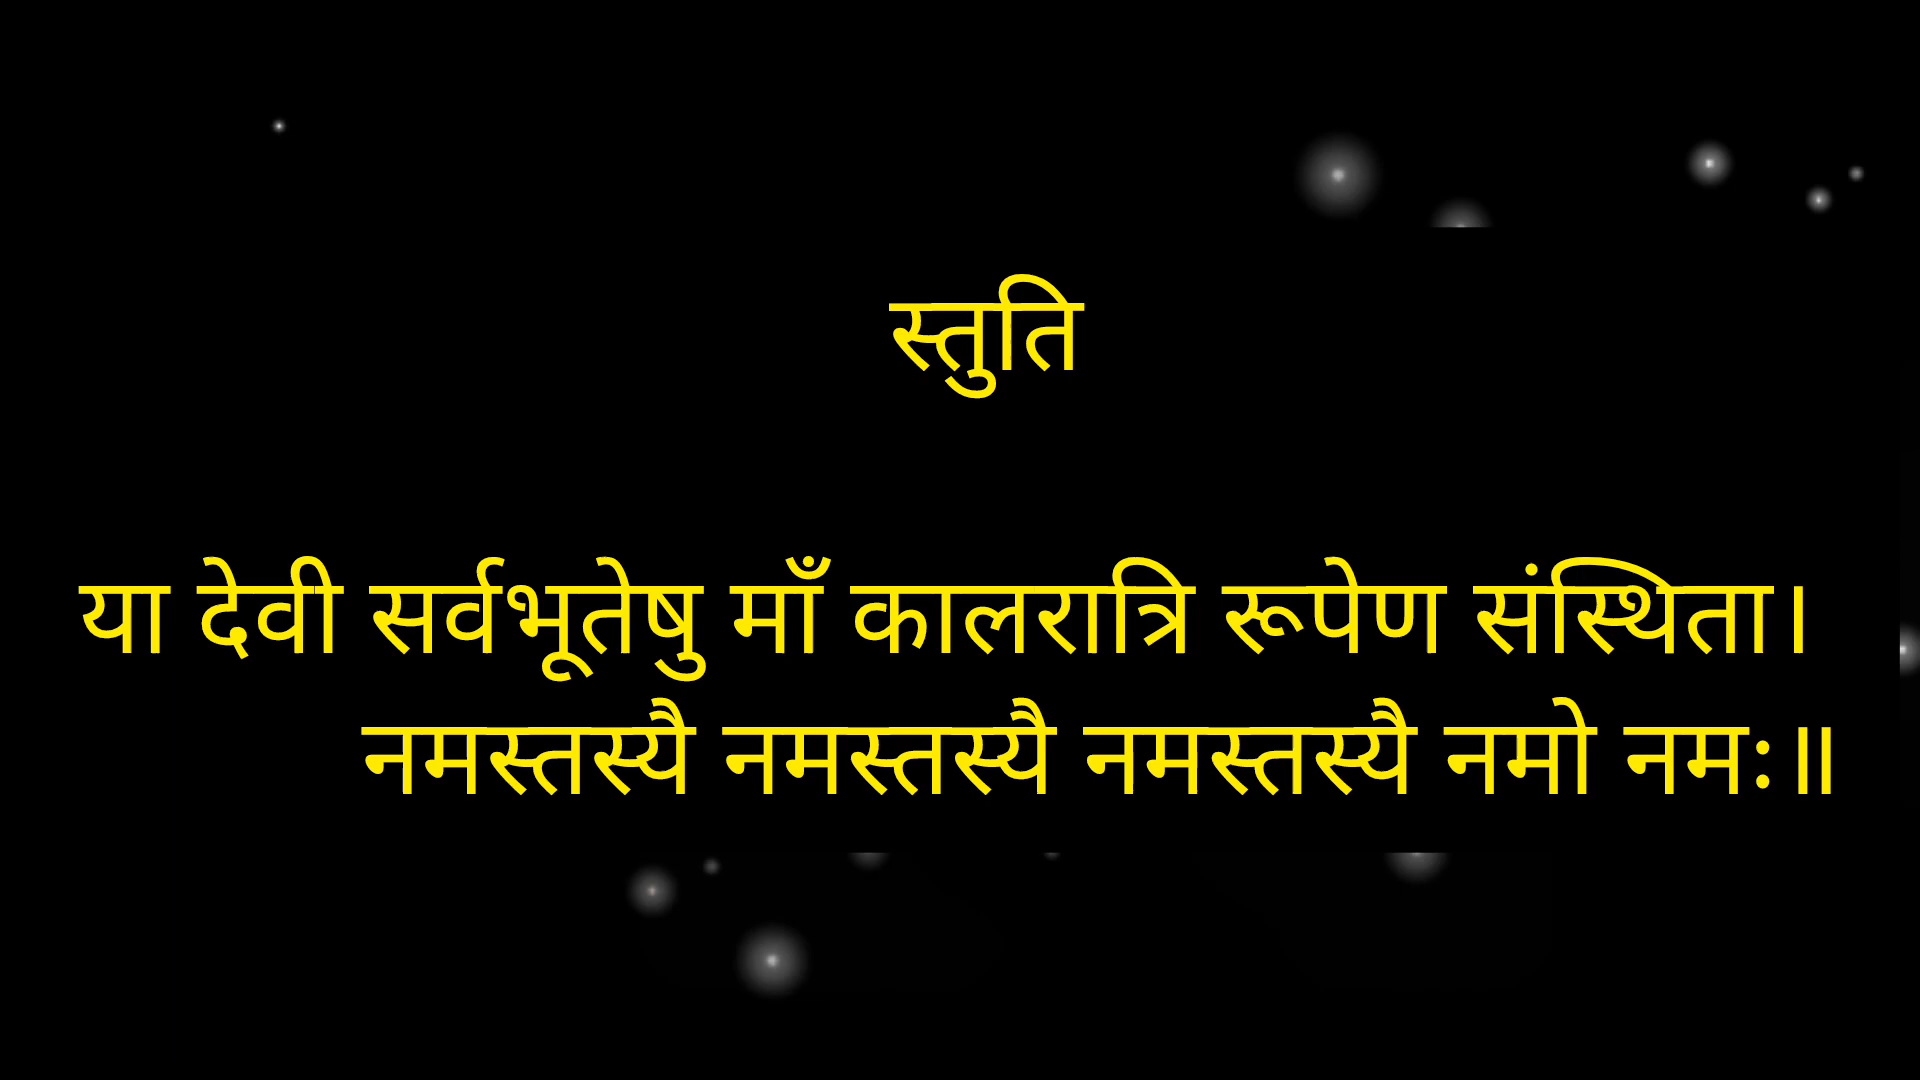 स्तुति
या देवी सर्वभूतेषु माँ कालरात्रि रूपेण संस्थिता।
नमस्तस्यै नमस्तस्यै नमस्तस्यै नमो नमः॥